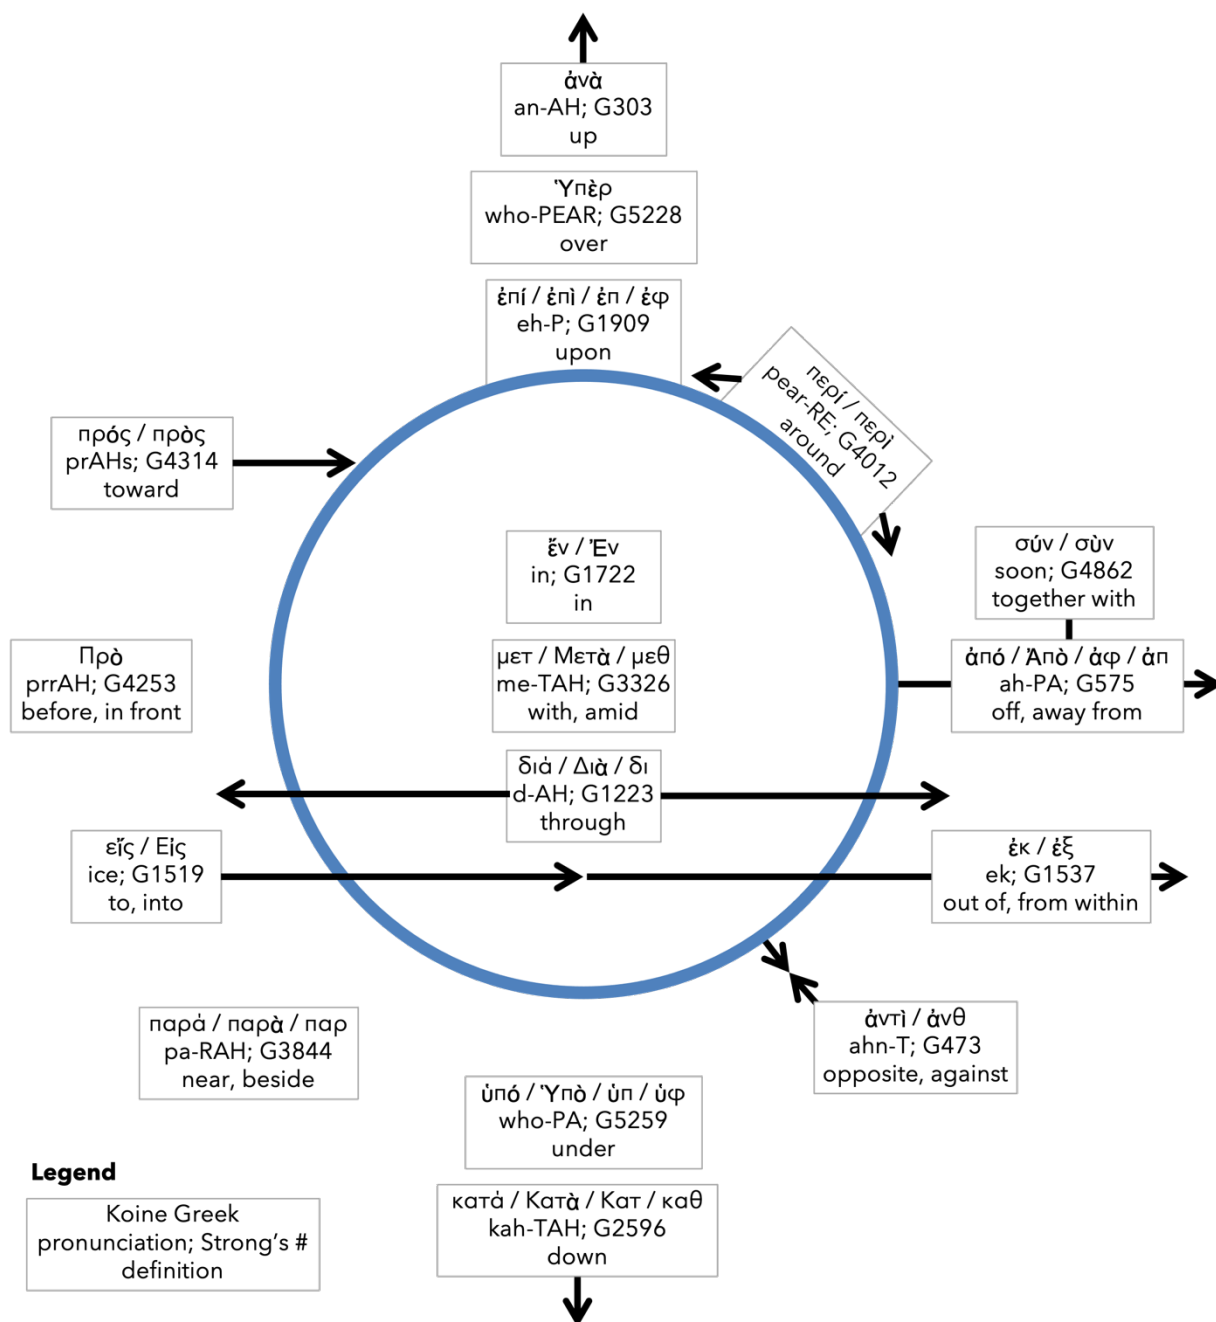 ἀνὰ
an-AH; G303
up
Ὑπὲρ
who-PEAR; G5228
over
ἐπί / ἐπὶ / ἐπ / ἐφ
eh-P; G1909
upon
περί / περὶ
pear-RE; G4012
around
πρός / πρὸς
prAHs; G4314
toward
ἔν / Ἐν
in; G1722
in
σύν / σὺν
soon; G4862
together with
Πρὸ
prrAH; G4253
before, in front
μετ / Μετὰ / μεθ
me-TAH; G3326
with, amid
ἀπό / Ἀπὸ / ἀφ / ἀπ
ah-PA; G575
off, away from
διά / Διὰ / δι
d-AH; G1223
through
εἴς / Εἰς
ice; G1519
to, into
ἐκ / ἐξ
ek; G1537
out of, from within
παρά / παρὰ / παρ
pa-RAH; G3844
near, beside
ἀντὶ / ἀνθ
ahn-T; G473
opposite, against
ὑπό / Ὑπὸ / ὑπ / ὑφ
who-PA; G5259
under
κατά / Κατὰ / Κατ / καθ
kah-TAH; G2596
down
Legend
Koine Greek
pronunciation; Strong’s #
definition